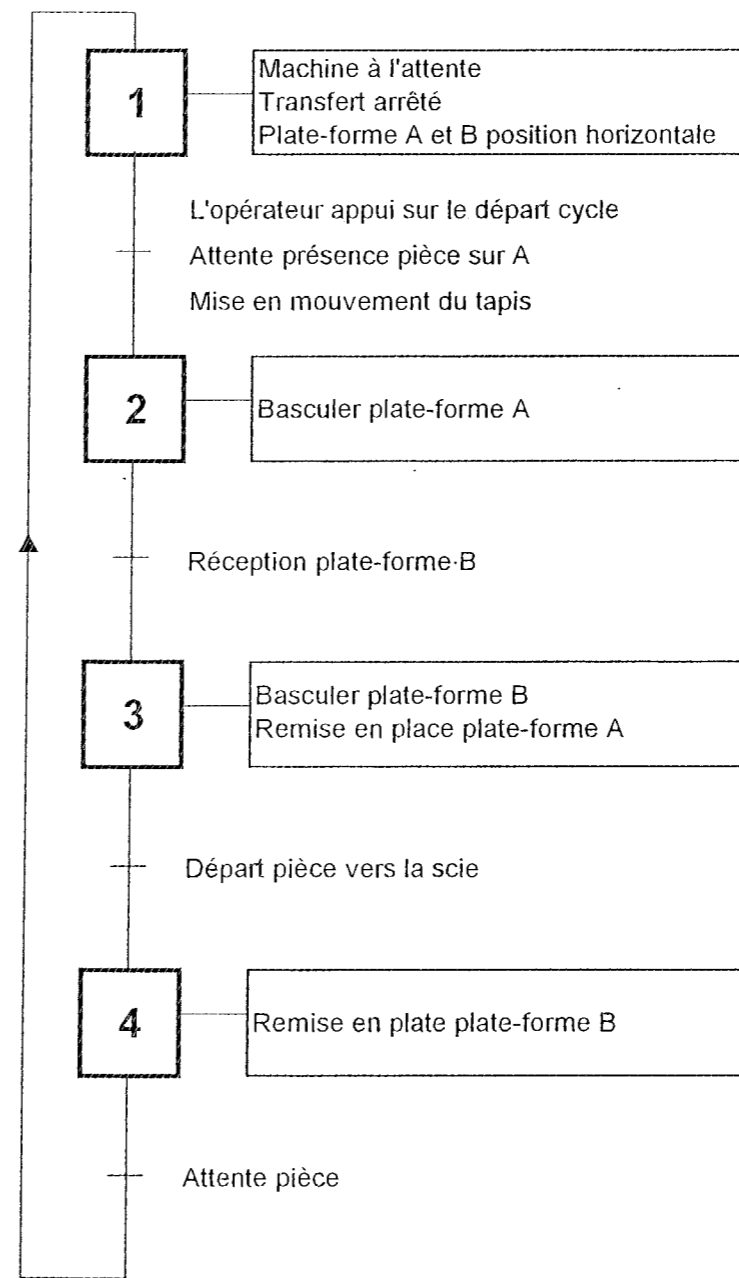 1
Machine à l'attente
Transfert arrêté
Plate-forme A et B position horizontale
L'opérateur appui sur le départ cycle
Attente présence pièce sur A
Mise en mouvement du tapis
2
Basculer plate-forme A
Réception plate-forme B
3
Basculer plate-forme B
Remise en place plate-forme A
Départ pièce vers la scie
4
Remise en plate plate-forme B
Attente pièce